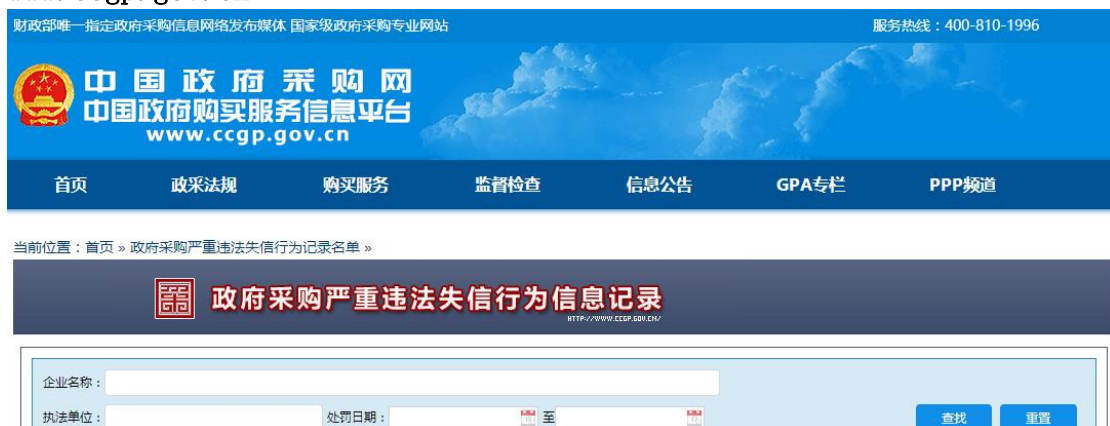 财政部唯一指定政府采购信息网络发布媒体 国家级政府采购专业网站 服务热线：400-810-1996
中国政府采购网
中国政府购买服务信息平台
www.ccgp.gov.cn
首页 政采法规 购买服务 监督检查 信息公告 GPA专栏 PPP频道
当前位置：首页 » 政府采购严重违法失信行为记录名单 »
政府采购严重违法失信行为信息记录
HTTP://WWW.CCGP.GOV.CN/
企业名称：
执法单位： 处罚日期： 至 查找 重置